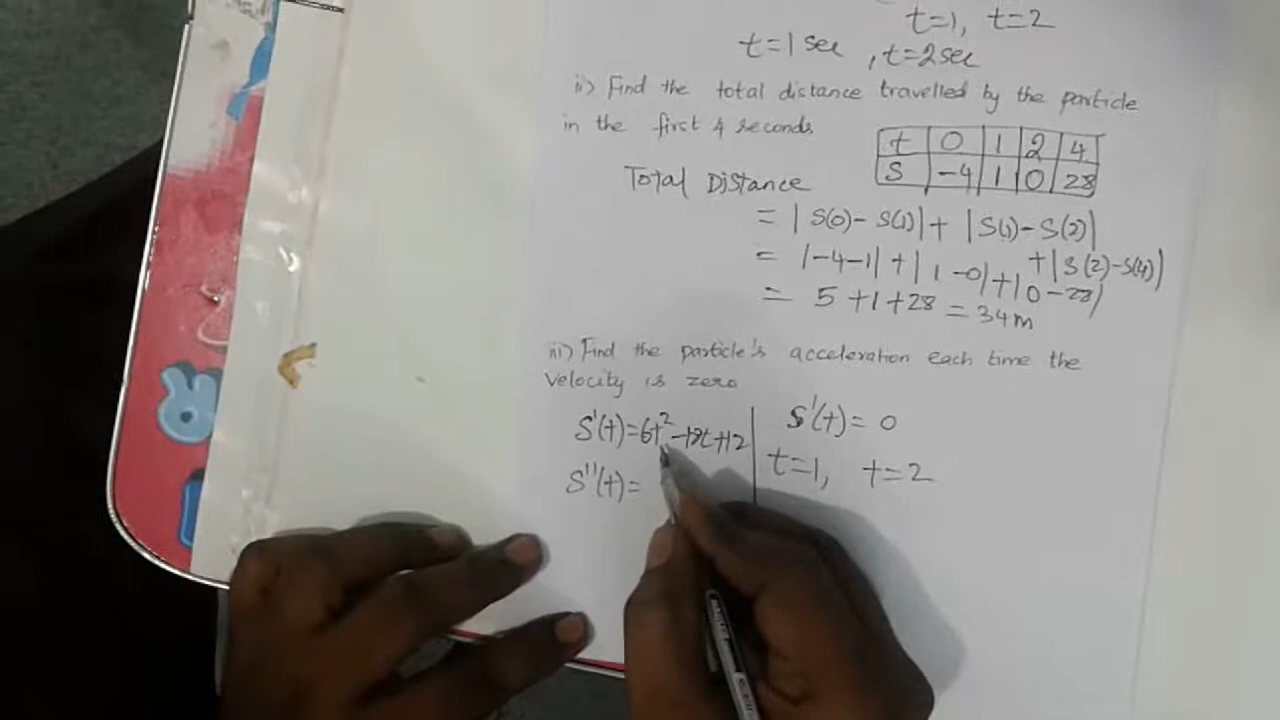 t=1, t=2
t=1 sec , t=2sec
ii) Find the total distance travelled by the particle
in the first 4 seconds
t 0 1 2 4
S -4 1 0 28
Total Distance
= |S(0)-S(1)|+ |S(1)-S(2)|
+|S(2)-S(4)|
= |-4-1|+|1-0|+|0-28|
= 5+1+28 = 34m
iii) Find the particle's acceleration each time the
velocity is zero
S'(t)=6t²-18t+12
S'(t)= 0
t=1, t=2
S''(t)=